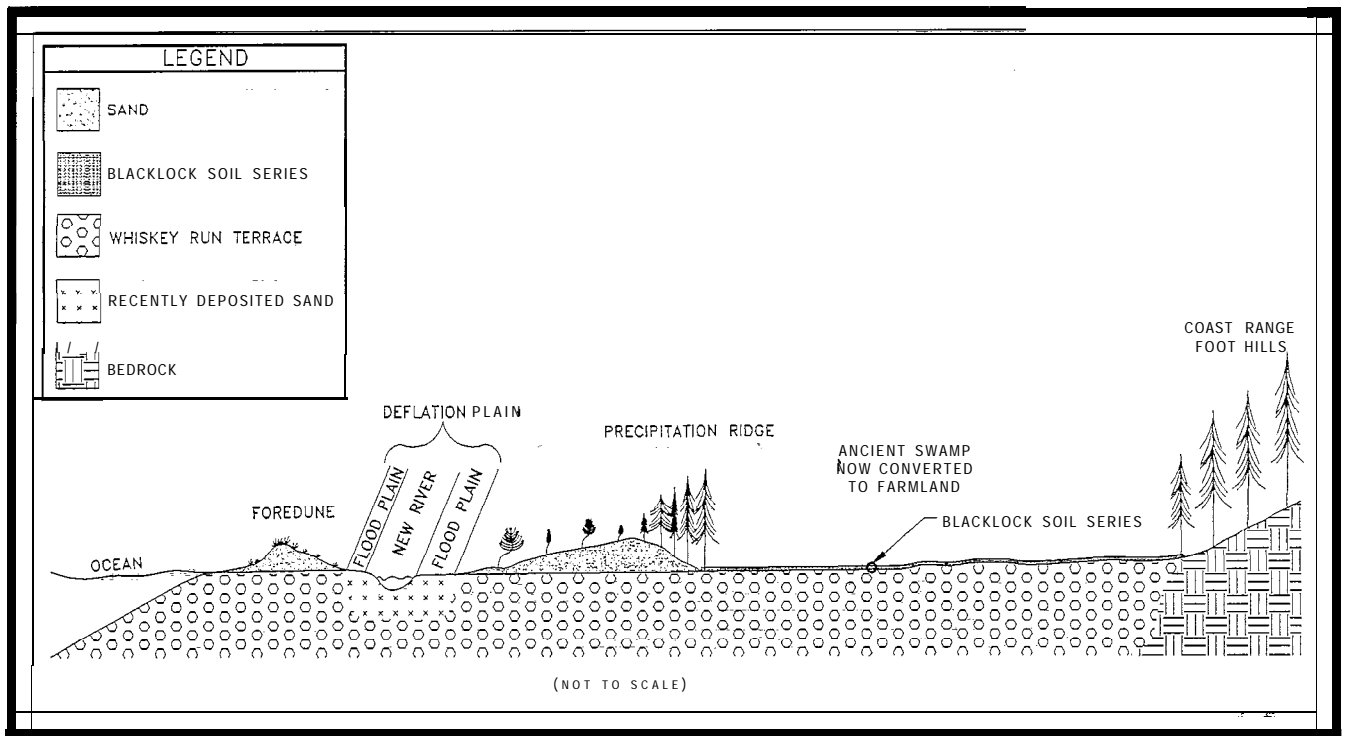 LEGEND
SAND
BLACKLOCK SOIL SERIES
WHISKEY RUN TERRACE
RECENTLY DEPOSITED SAND
BEDROCK
COAST RANGE
FOOT HILLS
DEFLATION PLAIN
PRECIPITATION RIDGE
ANCIENT SWAMP
NOW CONVERTED
TO FARMLAND
FLOOD PLAIN
NEW RIVER
FLOOD PLAIN
FOREDUNE
BLACKLOCK SOIL SERIES
OCEAN
(NOT TO SCALE)